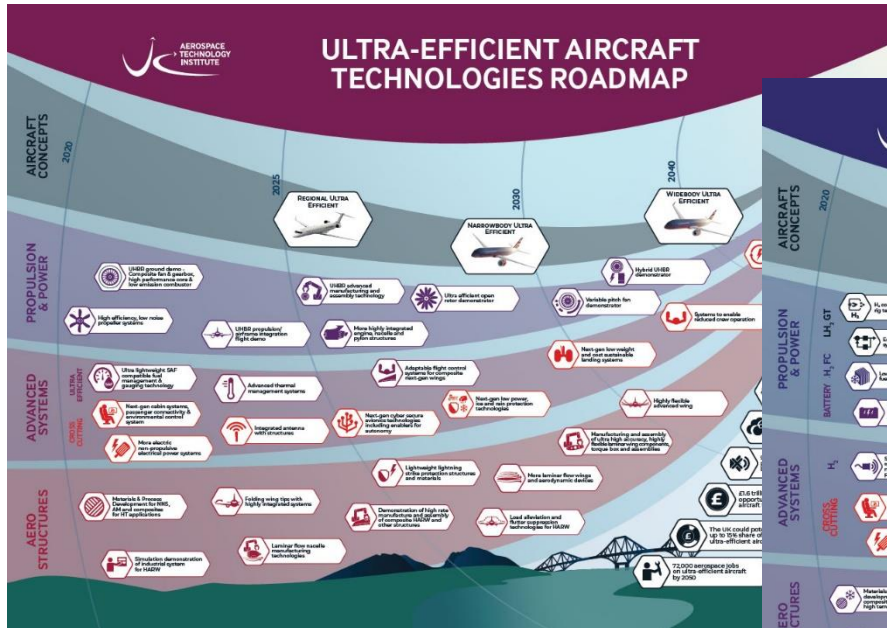 AEROSPACE
TECHNOLOGY
INSTITUTE
ULTRA-EFFICIENT AIRCRAFT
TECHNOLOGIES ROADMAP
AIRCRAFT
CONCEPTS
2020
2025
2030
2040
REGIONAL ULTRA
EFFICIENT
NARROWBODY ULTRA
EFFICIENT
WIDEBODY ULTRA
EFFICIENT
PROPULSION
& POWER
UHBR ground demo -
Composite fan & gearbox,
high performance core &
low emission combustor
High efficiency, low noise
propeller systems
UHBR propulsion/
airframe integration
flight demo
UHBR advanced
manufacturing and
assembly technology
More highly integrated
engine, nacelle and
pylon structures
Ultra efficient open
rotor demonstrator
Hybrid UHBR
demonstrator
Variable pitch fan
demonstrator
Systems to enable
reduced crew operation
ADVANCED
SYSTEMS
ULTRA
EFFICIENT
CROSS
CUTTING
Ultra lightweight SAF
compatible fuel
management &
gauging technology
Next-gen cabin systems,
passenger connectivity &
environmental control
system
More electric
non-propulsive
electrical power systems
Advanced thermal
management systems
Integrated antenna
with structures
Adaptable flight control
systems for composite
next-gen wings
Next-gen cyber secure
avionics technologies
including enablers for
autonomy
Next-gen low power,
ice and rain protection
technologies
Next-gen low-weight
and cost sustainable
landing systems
Highly flexible
advanced wing
Manufacturing and assembly
of ultra high accuracy, highly
flexible laminar wing components,
torque box and assemblies
AERO
STRUCTURES
Materials & Process
Development for NRB,
AM and composites
for HT applications
Simulation demonstration
of industrial system
for HARW
Folding wing tips with
highly integrated systems
Laminar flow nacelle
manufacturing
technologies
Lightweight lightning
strike protection structures
and materials
Demonstration of high rate
manufacture and assembly
of composite HARW and
other structures
More laminar flow wings
and aerodynamic devices
Load alleviation and
flutter suppression
technologies for HARW
£1.6
The UK could
up to 15% share of
ultra-efficient
72,000 aerospace jobs
on ultra-efficient aircraft
by 2050
AIRCRAFT
CONCEPTS
2020
PROPULSION
& POWER
LH₂ GT
H₂ FC
BATTERY
ADVANCED
SYSTEMS
H₂
CROSS
CUTTING